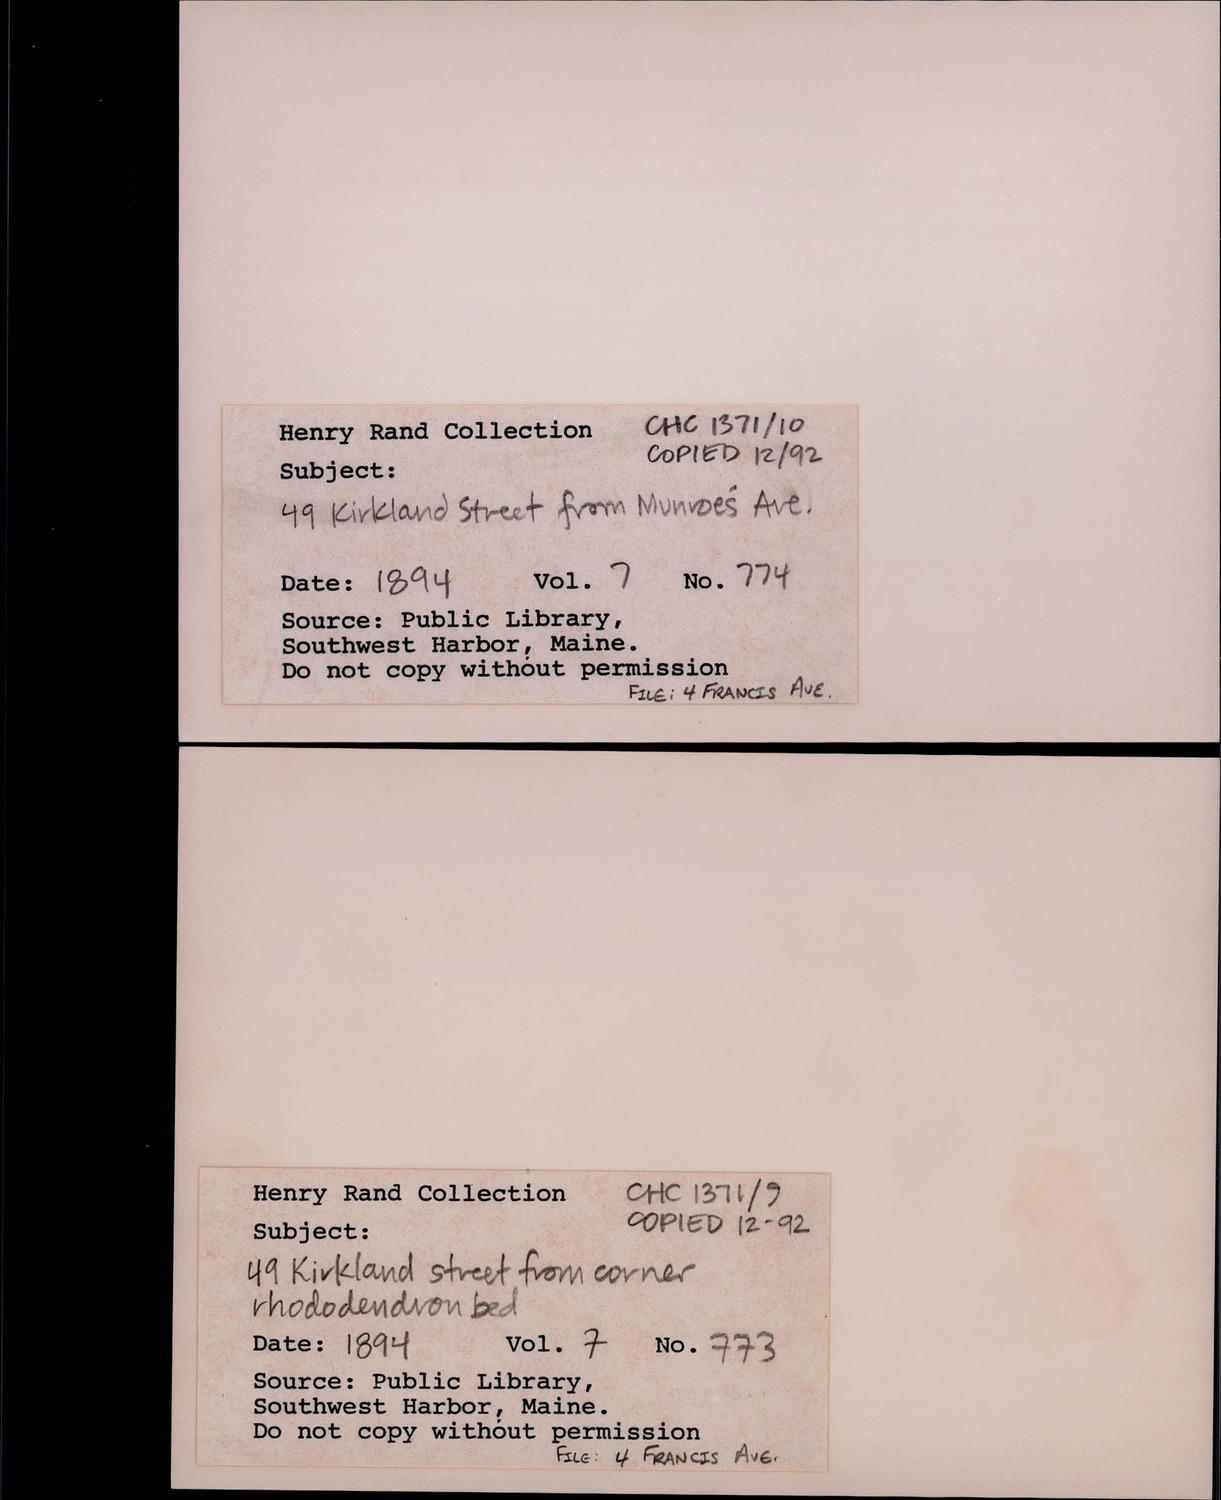 Henry Rand Collection CHC 1371/10
COPIED 12/92
Subject:
49 Kirkland Street from Munroe's Ave.
Date: 1894 Vol. 7 No. 774
Source: Public Library,
Southwest Harbor, Maine.
Do not copy without permission
FILE: 4 FRANCIS AVE.
Henry Rand Collection CHC 1371/9
COPIED 12-92
Subject:
49 Kirkland street from corner
rhododendron bed
Date: 1894 Vol. 7 No. 773
Source: Public Library,
Southwest Harbor, Maine.
Do not copy without permission
FILE: 4 FRANCIS AVE.